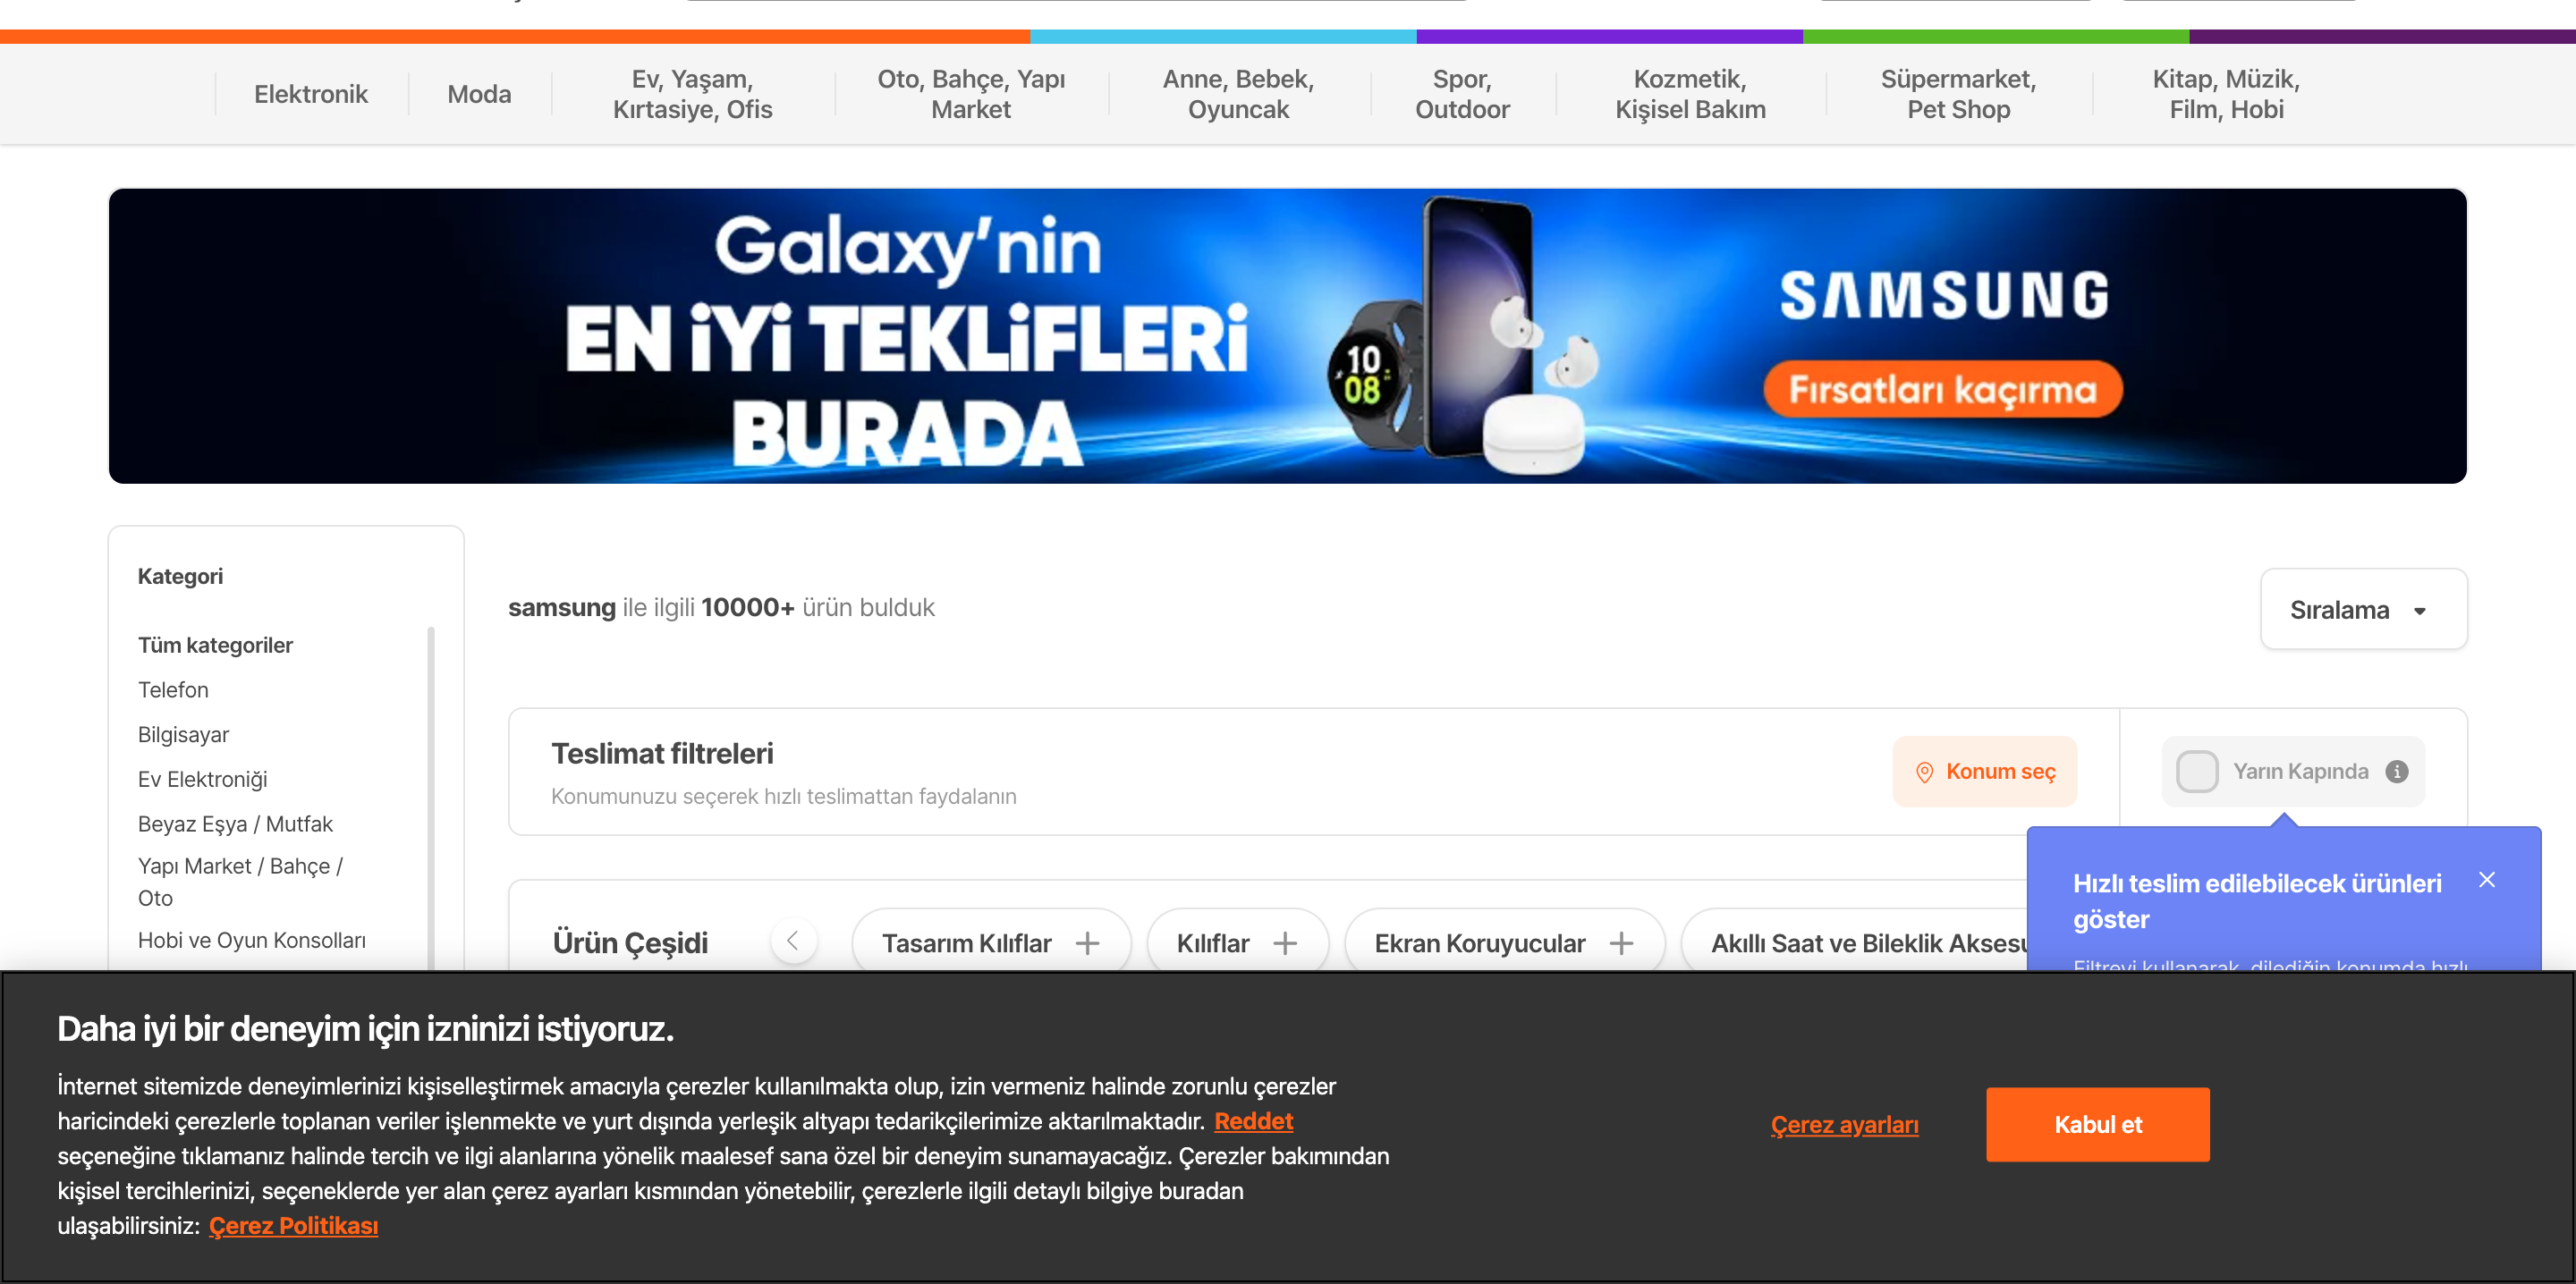 Elektronik
Moda
Ev, Yaşam,
Kırtasiye, Ofis
Oto, Bahçe, Yapı
Market
Anne, Bebek,
Oyuncak
Spor,
Outdoor
Kozmetik,
Kişisel Bakım
Süpermarket,
Pet Shop
Kitap, Müzik,
Film, Hobi
Galaxy'nin
EN İYİ TEKLİFLERİ
BURADA
10
08
SAMSUNG
Fırsatları kaçırma
Kategori
Tüm kategoriler
Telefon
Bilgisayar
Ev Elektroniği
Beyaz Eşya / Mutfak
Yapı Market / Bahçe /
Oto
Hobi ve Oyun Konsolları
samsung ile ilgili 10000+ ürün bulduk
Sıralama
Teslimat filtreleri
Konumunuzu seçerek hızlı teslimattan faydalanın
Konum seç
Yarın Kapında
Hızlı teslim edilebilecek ürünleri
göster
Filtreyi kullanarak, dilediğin konumda hızlı
Ürün Çeşidi
Tasarım Kılıflar
Kılıflar
Ekran Koruyucular
Akıllı Saat ve Bileklik Aksesu
Daha iyi bir deneyim için izninizi istiyoruz.
İnternet sitemizde deneyimlerinizi kişiselleştirmek amacıyla çerezler kullanılmakta olup, izin vermeniz halinde zorunlu çerezler
haricindeki çerezlerle toplanan veriler işlenmekte ve yurt dışında yerleşik altyapı tedarikçilerimize aktarılmaktadır. Reddet
seçeneğine tıklamanız halinde tercih ve ilgi alanlarına yönelik maalesef sana özel bir deneyim sunamayacağız. Çerezler bakımından
kişisel tercihlerinizi, seçeneklerde yer alan çerez ayarları kısmından yönetebilir, çerezlerle ilgili detaylı bilgiye buradan
ulaşabilirsiniz: Çerez Politikası
Çerez ayarları
Kabul et